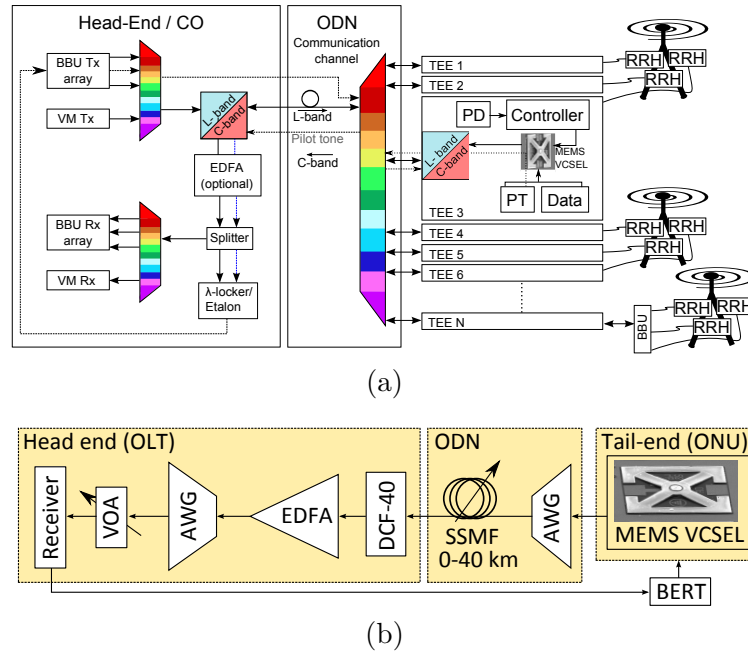 Head-End / CO
ODN
BBU Tx
array
VM Tx
L- band
C-band
EDFA
(optional)
Splitter
λ-locker/
Etalon
BBU Rx
array
VM Rx
Communication
channel
L-band
Pilot tone
C-band
TEE 1
TEE 2
PD
Controller
L- band
C-band
MEMS
VCSEL
PT
Data
TEE 3
TEE 4
TEE 5
TEE 6
TEE N
BBU
RRH
RRH
RRH
RRH
RRH
RRH
RRH
RRH
RRH
(a)
Head end (OLT)
ODN
Tail-end (ONU)
Receiver
VOA
AWG
EDFA
DCF-40
SSMF
0-40 km
AWG
MEMS VCSEL
BERT
(b)